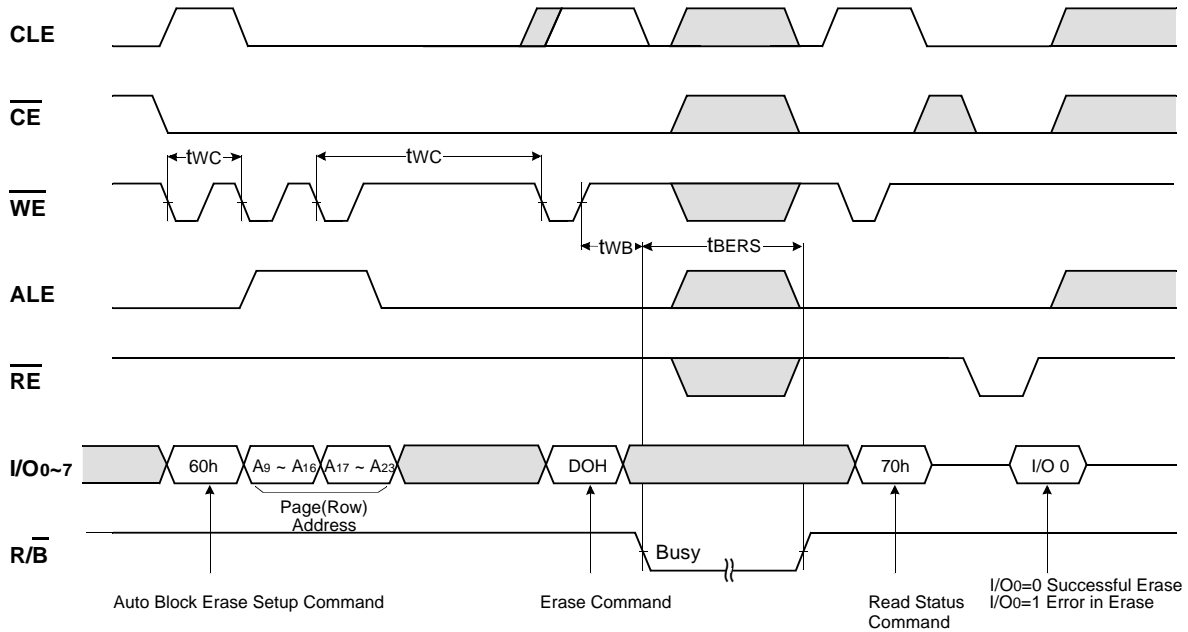 CLE
CE
tWC
tWC
WE
tWB
tBERS
ALE
RE
I/O0~7
60h
A9 ~ A16
A17 ~ A23
DOH
70h
I/O 0
Page(Row)
Address
R/B
Busy
Auto Block Erase Setup Command
Erase Command
Read Status
Command
I/O0=0 Successful Erase
I/O0=1 Error in Erase